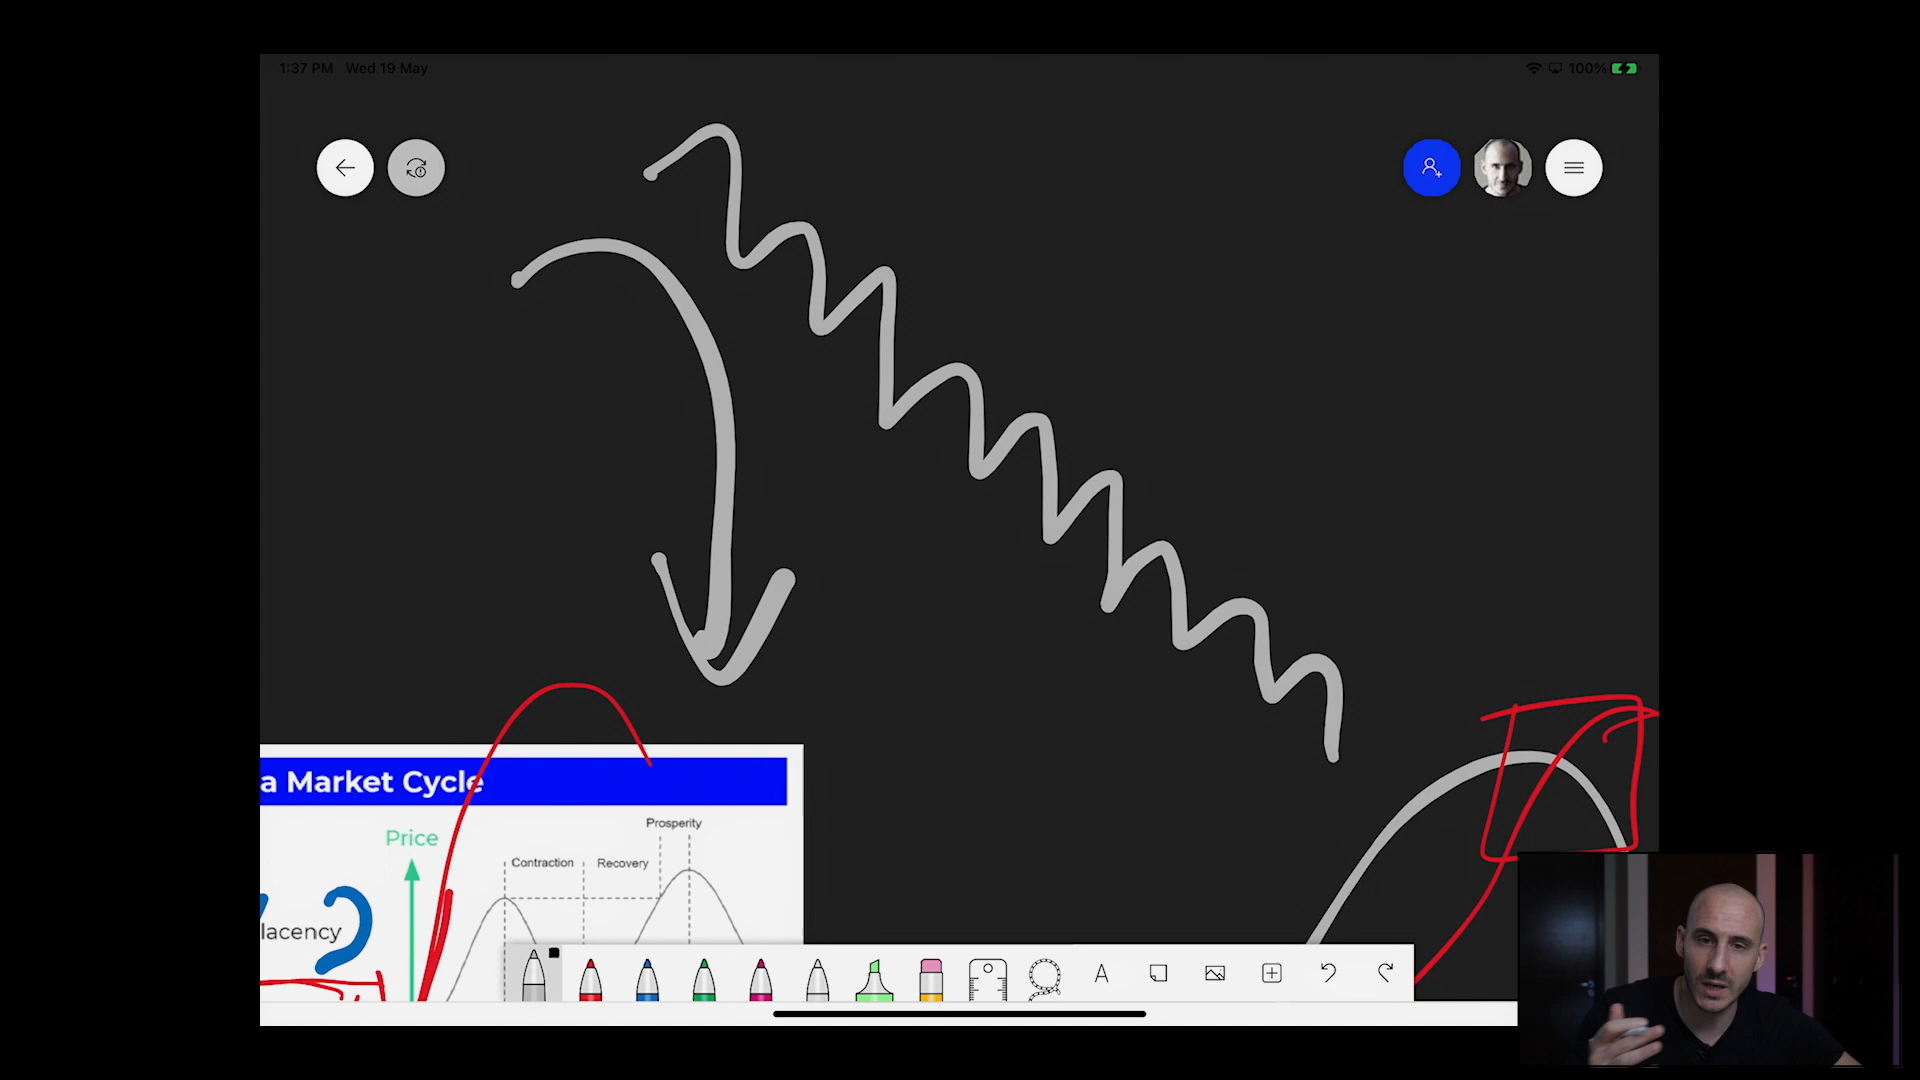 1:37 PM Wed 19 May
100%
a Market Cycle
Prosperity
Price
Contraction
Recovery
lacency
A